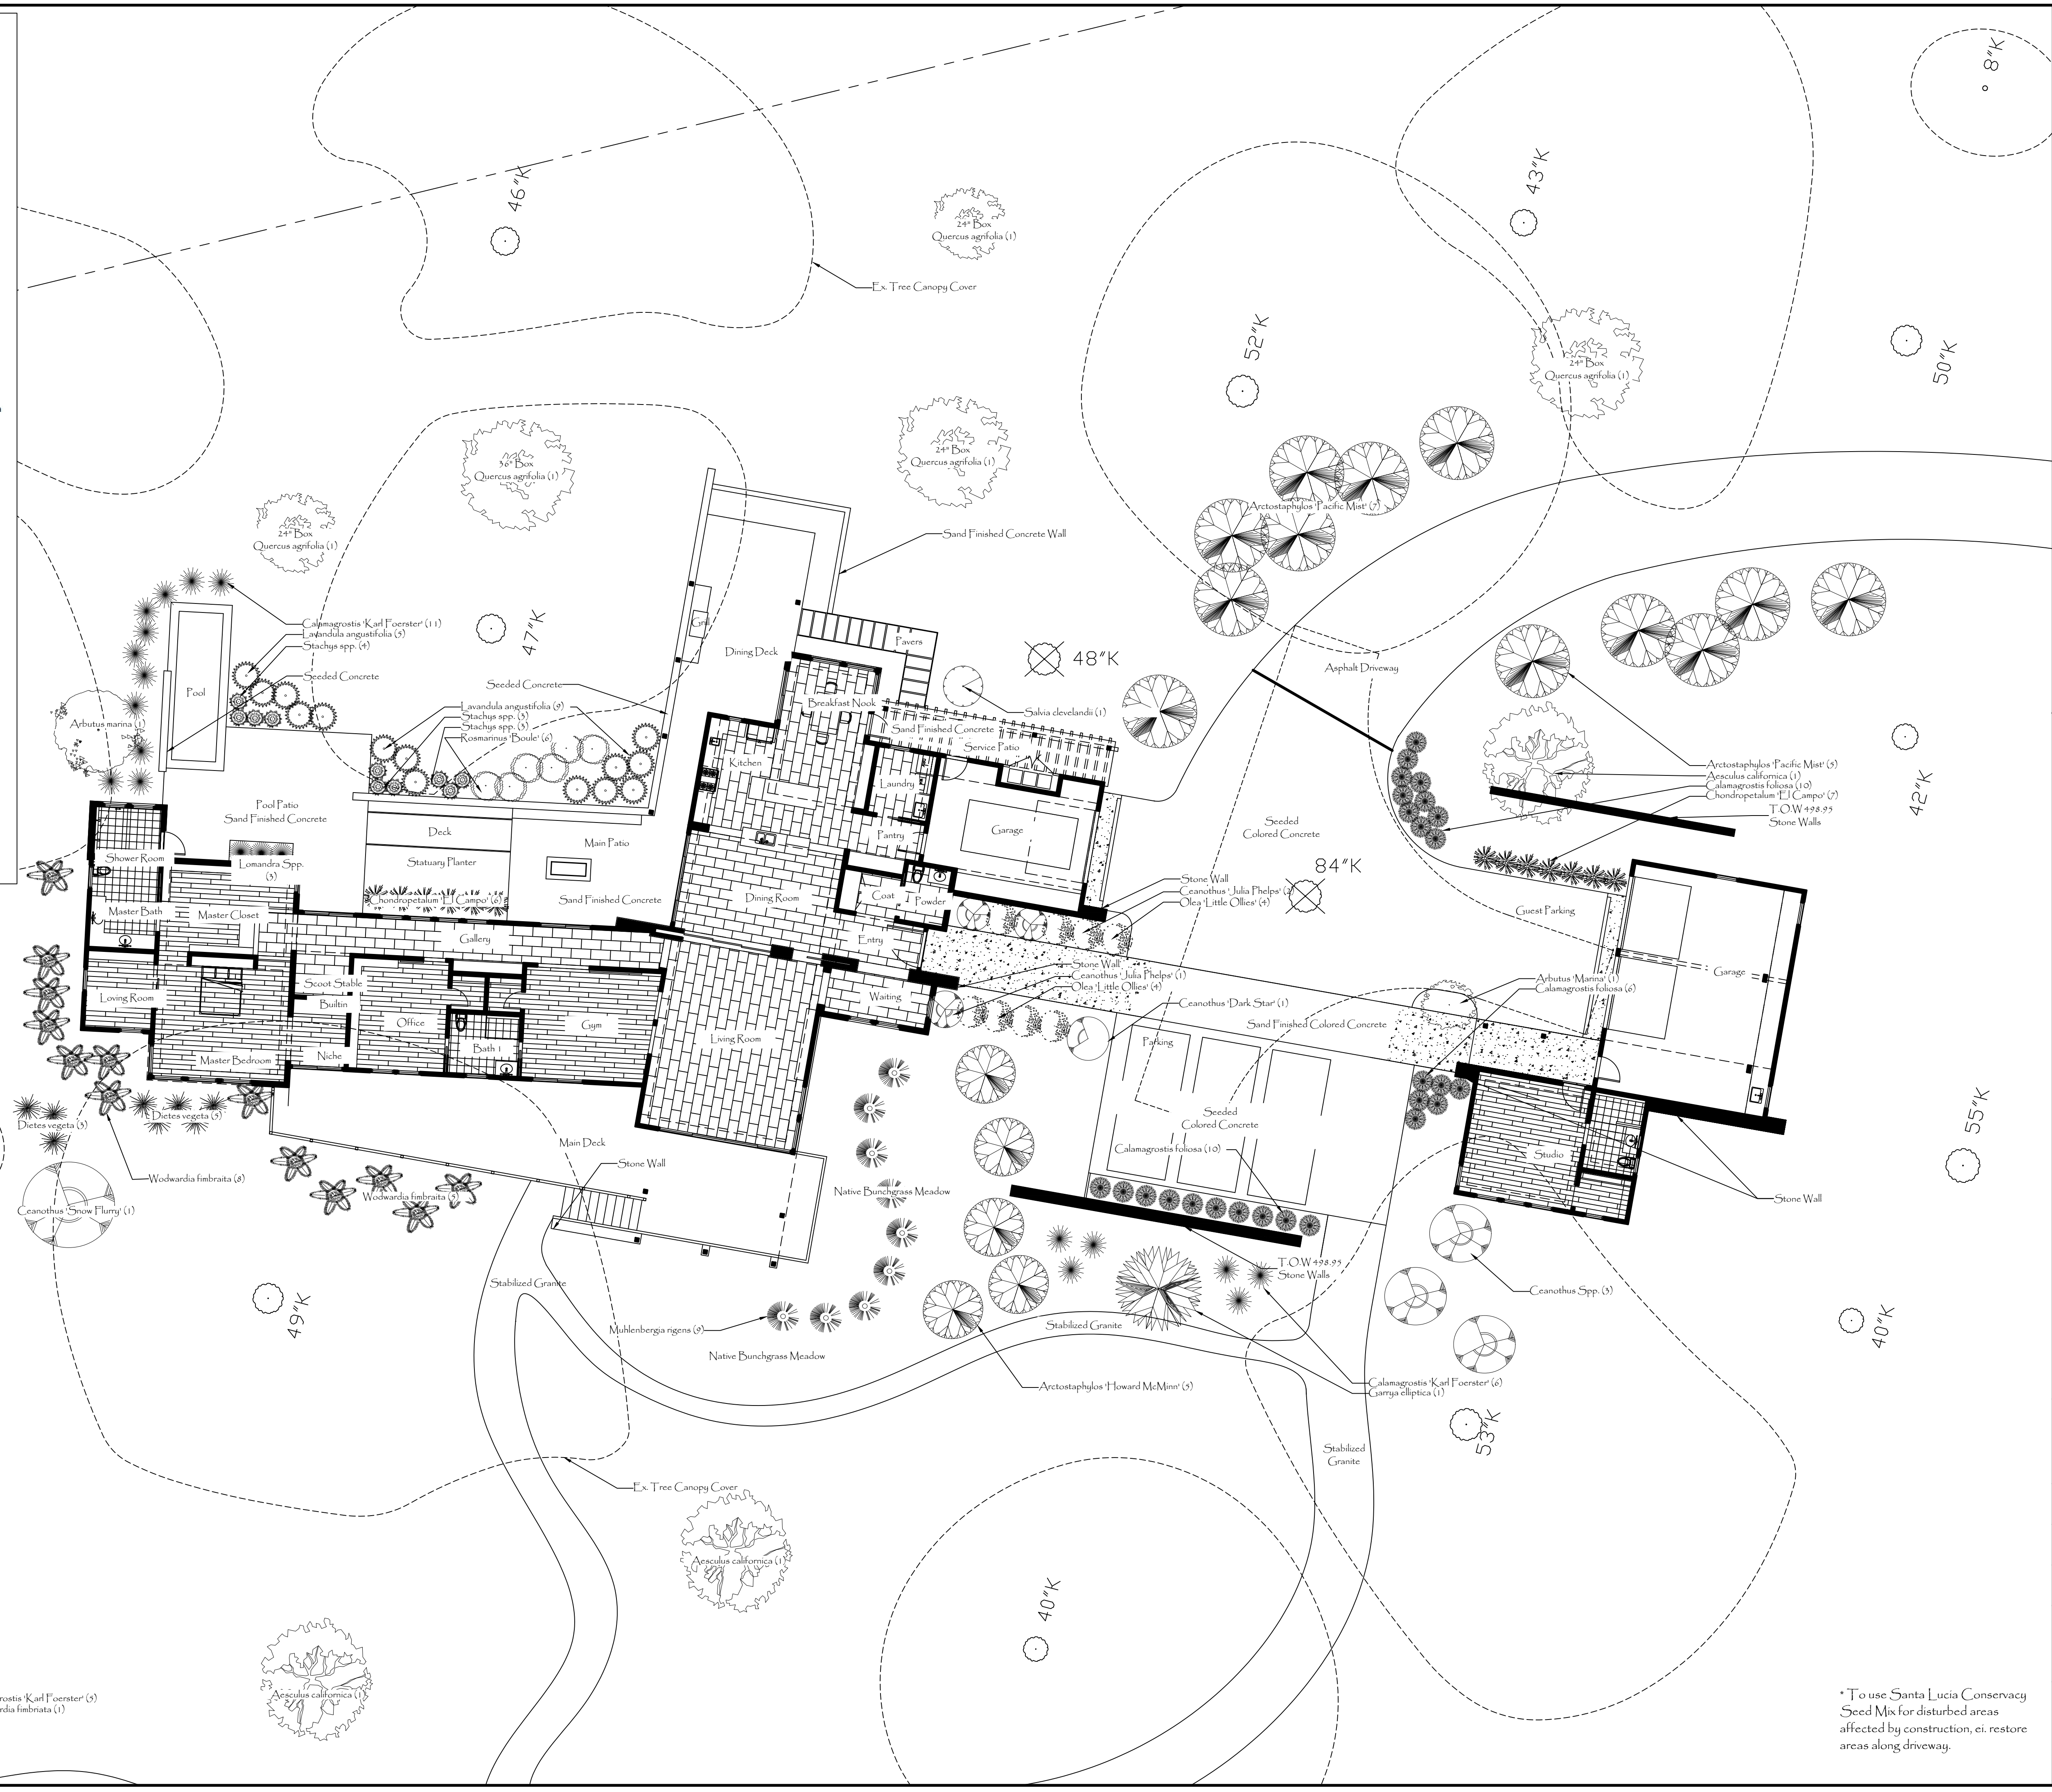 8"K
43"K
46"K
24" Box
Quercus agrifolia (1)
Ex. Tree Canopy Cover
52"K
50"K
24" Box
Quercus agrifolia (1)
24" Box
Quercus agrifolia (1)
36" Box
Quercus agrifolia (1)
24" Box
Quercus agrifolia (1)
Arctostaphylos 'Pacific Mist' (7)
Sand Finished Concrete Wall
Calamagrostis 'Karl Foerster' (11)
Lavandula angustifolia (5)
Stachys spp. (4)
Seeded Concrete
47"K
Grill
Pavers
Dining Deck
48"K
Asphalt Driveway
Pool
Seeded Concrete
Arbutus marina (1)
Lavandula angustifolia (9)
Stachys spp. (3)
Stachys spp. (3)
Rosmarinus 'Boule' (6)
Breakfast Nook
Salvia clevelandii (1)
Sand Finished Concrete
Service Patio
Kitchen
Laundry
Arctostaphylos 'Pacific Mist' (5)
Aesculus californica (1)
Calamagrostis foliosa (10)
Chondropetalum 'El Campo' (7)
T.O.W 498.95
Stone Walls
42"K
Pool Patio
Sand Finished Concrete
Deck
Main Patio
Pantry
Garage
Seeded
Colored Concrete
Shower Room
Lomandra Spp.
(3)
Statuary Planter
84"K
Stone Wall
Ceanothus 'Julia Phelps' (2)
Olea 'Little Ollies' (4)
Chondropetalum 'El Campo' (6)
Sand Finished Concrete
Dining Room
Coat
Powder
Master Bath
Master Closet
Guest Parking
Gallery
Entry
Stone Wall
Ceanothus 'Julia Phelps' (1)
Olea 'Little Ollies' (4)
Garage
Scoot Stable
Loving Room
Builtin
Waiting
Ceanothus 'Dark Star' (1)
Arbutus 'Marina' (1)
Calamagrostis foliosa (6)
Office
Gym
Living Room
Parking
Sand Finished Colored Concrete
Master Bedroom
Niche
Bath 1
Dietes vegeta (5)
Dietes vegeta (3)
Seeded
Colored Concrete
Calamagrostis foliosa (10)
55"K
Main Deck
Stone Wall
Studio
Wodwardia fimbraita (8)
Wodwardia fimbraita (5)
Native Bunchgrass Meadow
Stone Wall
Ceanothus 'Snow Flurry' (1)
T.O.W 498.95
Stone Walls
Stabilized Granite
Ceanothus Spp. (3)
49"K
Muhlenbergia rigens (9)
Stabilized Granite
40"K
Native Bunchgrass Meadow
Arctostaphylos 'Howard McMinn' (5)
Calamagrostis 'Karl Foerster' (6)
Garrya elliptica (1)
53"K
Stabilized
Granite
Ex. Tree Canopy Cover
Aesculus californica (1)
40"K
Aesculus californica (1)
rostis 'Karl Foerster' (5)
rdia fimbriata (1)
* To use Santa Lucia Conservacy
Seed Mix for disturbed areas
affected by construction, ei. restore
areas along driveway.